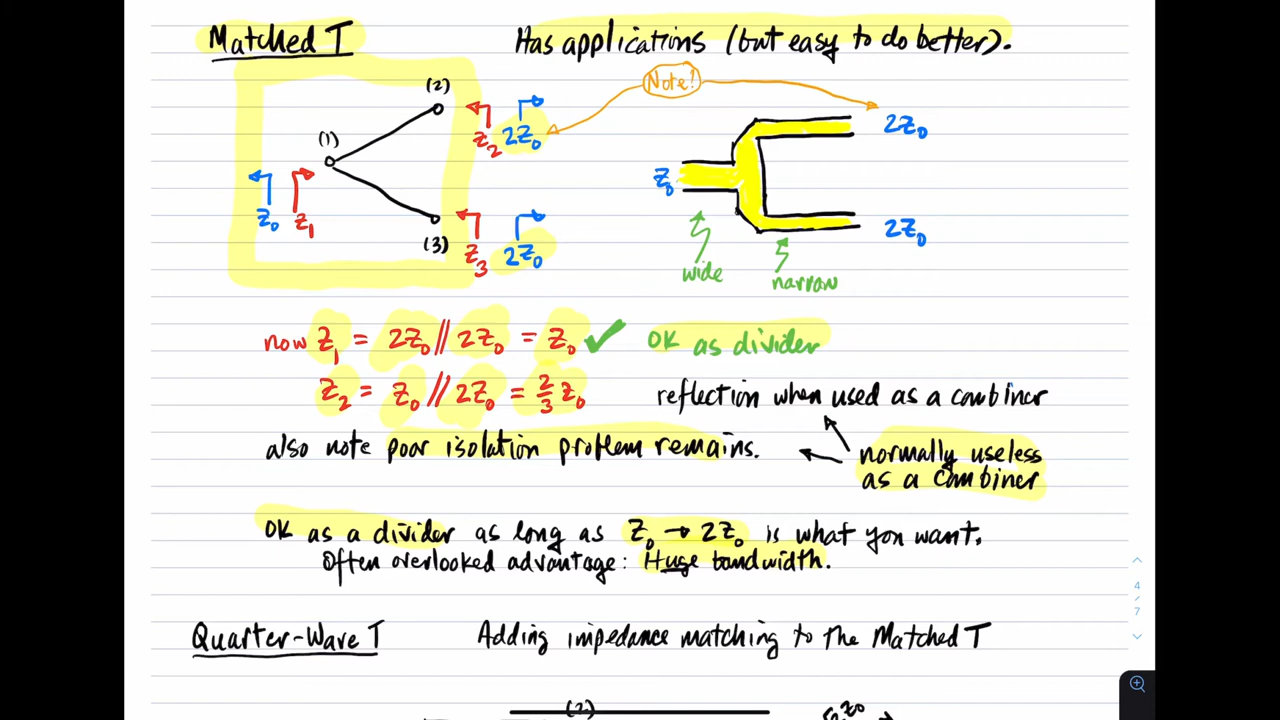 Matched T Has applications (but easy to do better).
Note!
(2)
Z2 2Z0
(1)
Z0 Z1
(3)
Z3 2Z0
2Z0
Z0
2Z0
wide narrow
now Z1 = 2Z0 // 2Z0 = Z0 ✓ OK as divider
Z2 = Z0 // 2Z0 = 2/3 Z0 reflection when used as a combiner
also note poor isolation problem remains.
normally useless
as a combiner
OK as a divider as long as Z0 → 2Z0 is what you want.
Often overlooked advantage: Huge bandwidth.
4
/
7
Quarter-Wave T Adding impedance matching to the Matched T
(2)